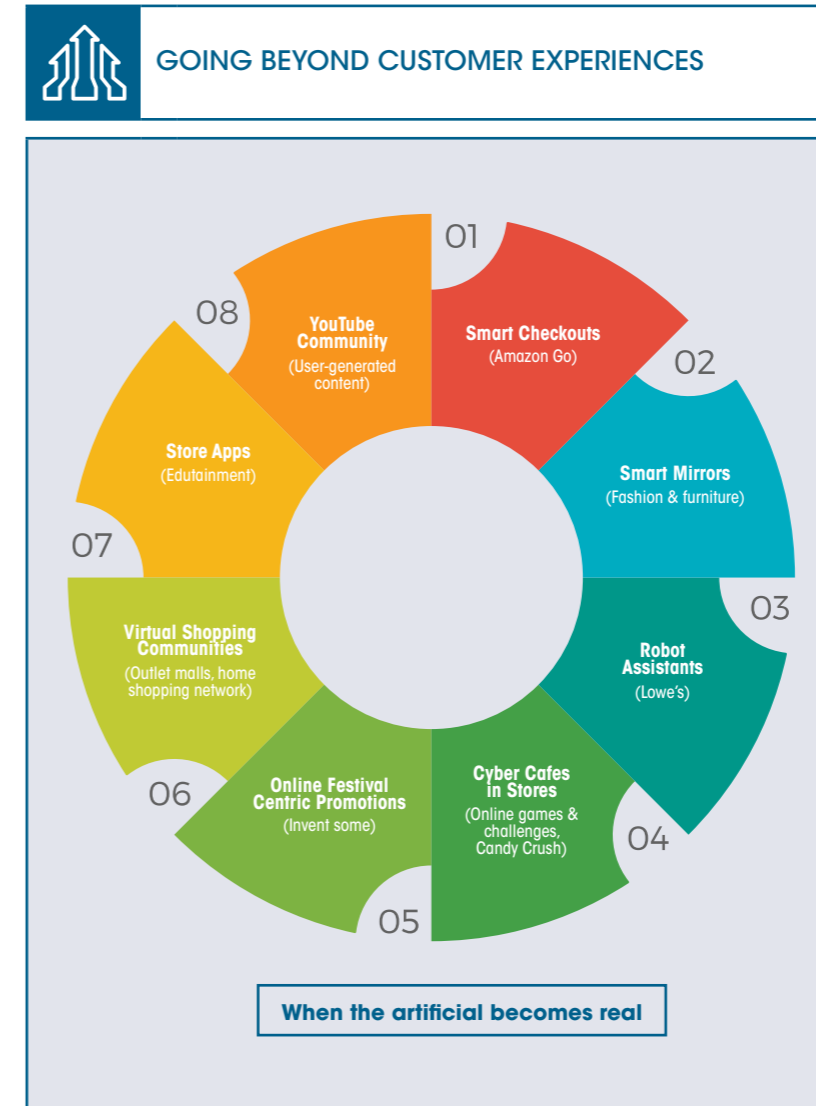 GOING BEYOND CUSTOMER EXPERIENCES
01
Smart Checkouts
(Amazon Go)
02
Smart Mirrors
(Fashion & furniture)
03
Robot
Assistants
(Lowe's)
04
Cyber Cafes
in Stores
(Online games &
challenges,
Candy Crush)
05
Online Festival
Centric Promotions
(Invent some)
06
Virtual Shopping
Communities
(Outlet malls, home
shopping network)
07
Store Apps
(Edutainment)
08
YouTube
Community
(User-generated
content)
When the artificial becomes real